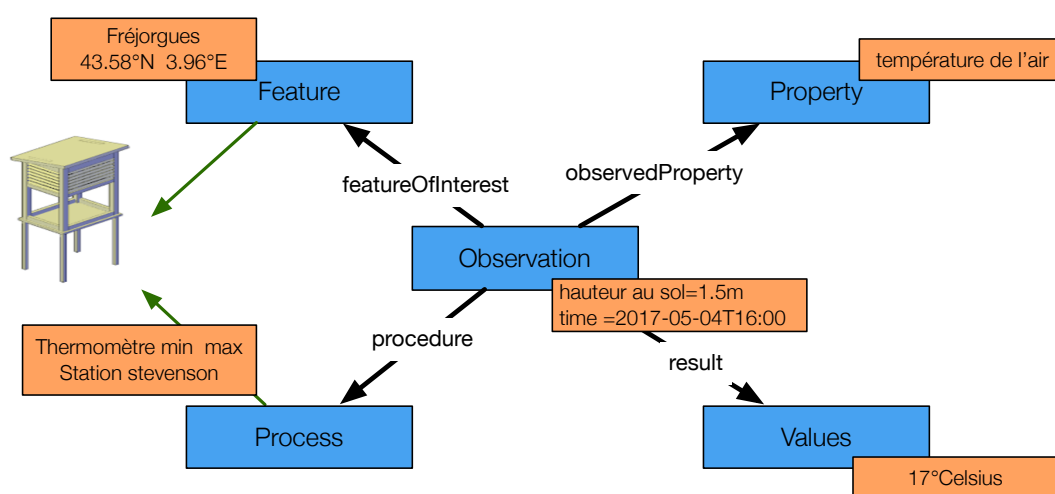 Fréjorgues
43.58°N 3.96°E
Feature
température de l'air
Property
featureOfInterest
observedProperty
Observation
hauteur au sol=1.5m
time =2017-05-04T16:00
procedure
result
Thermomètre min max
Station stevenson
Process
Values
17°Celsius